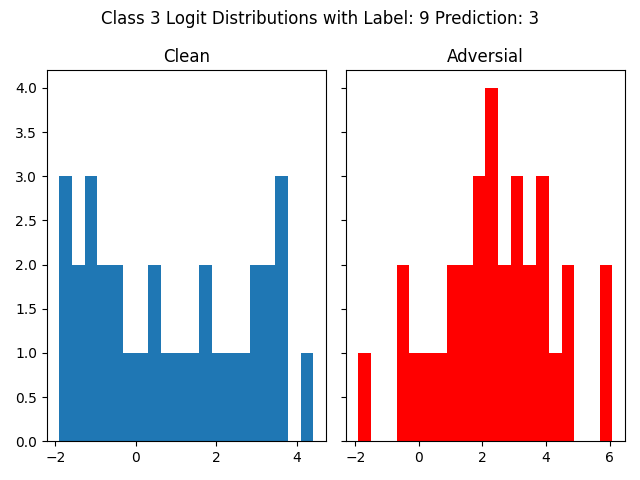 Class 3 Logit Distributions with Label: 9 Prediction: 3
Clean
Adversial
4.0
3.5
3.0
2.5
2.0
1.5
1.0
0.5
0.0
−2 0 2 4
−2 0 2 4 6